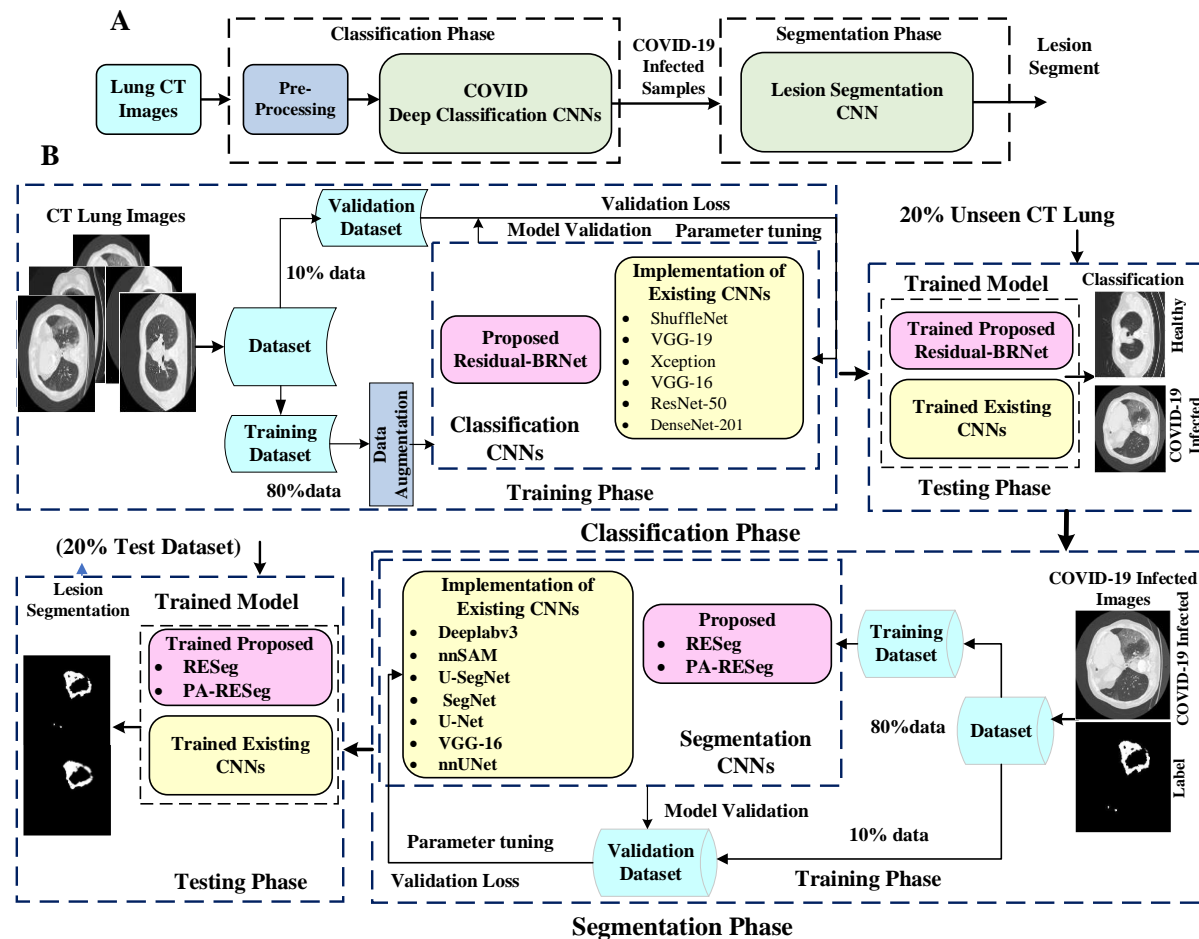 A
Classification Phase
Lung CT
Images
Pre-
Processing
COVID
Deep Classification CNNs
COVID-19
Infected
Samples
Segmentation Phase
Lesion Segmentation
CNN
Lesion
Segment
B
CT Lung Images
Dataset
10% data
Validation
Dataset
Validation Loss
Model Validation
Parameter tuning
Training
Dataset
80%data
Data
Augmentation
Proposed
Residual-BRNet
Classification
CNNs
Implementation of
Existing CNNs
• ShuffleNet
• VGG-19
• Xception
• VGG-16
• ResNet-50
• DenseNet-201
Training Phase
20% Unseen CT Lung
Trained Model
Trained Proposed
Residual-BRNet
Trained Existing
CNNs
Classification
Healthy
COVID-19
Infected
Testing Phase
Classification Phase
COVID-19 Infected
Images
COVID-19 Infected
Label
Dataset
80%data
Training
Dataset
10% data
Proposed
• RESeg
• PA-RESeg
Segmentation
CNNs
Implementation of
Existing CNNs
• Deeplabv3
• nnSAM
• U-SegNet
• SegNet
• U-Net
• VGG-16
• nnUNet
Model Validation
Validation
Dataset
Parameter tuning
Validation Loss
Training Phase
(20% Test Dataset)
Lesion
Segmentation
Trained Model
Trained Proposed
• RESeg
• PA-RESeg
Trained Existing
CNNs
Testing Phase
Segmentation Phase